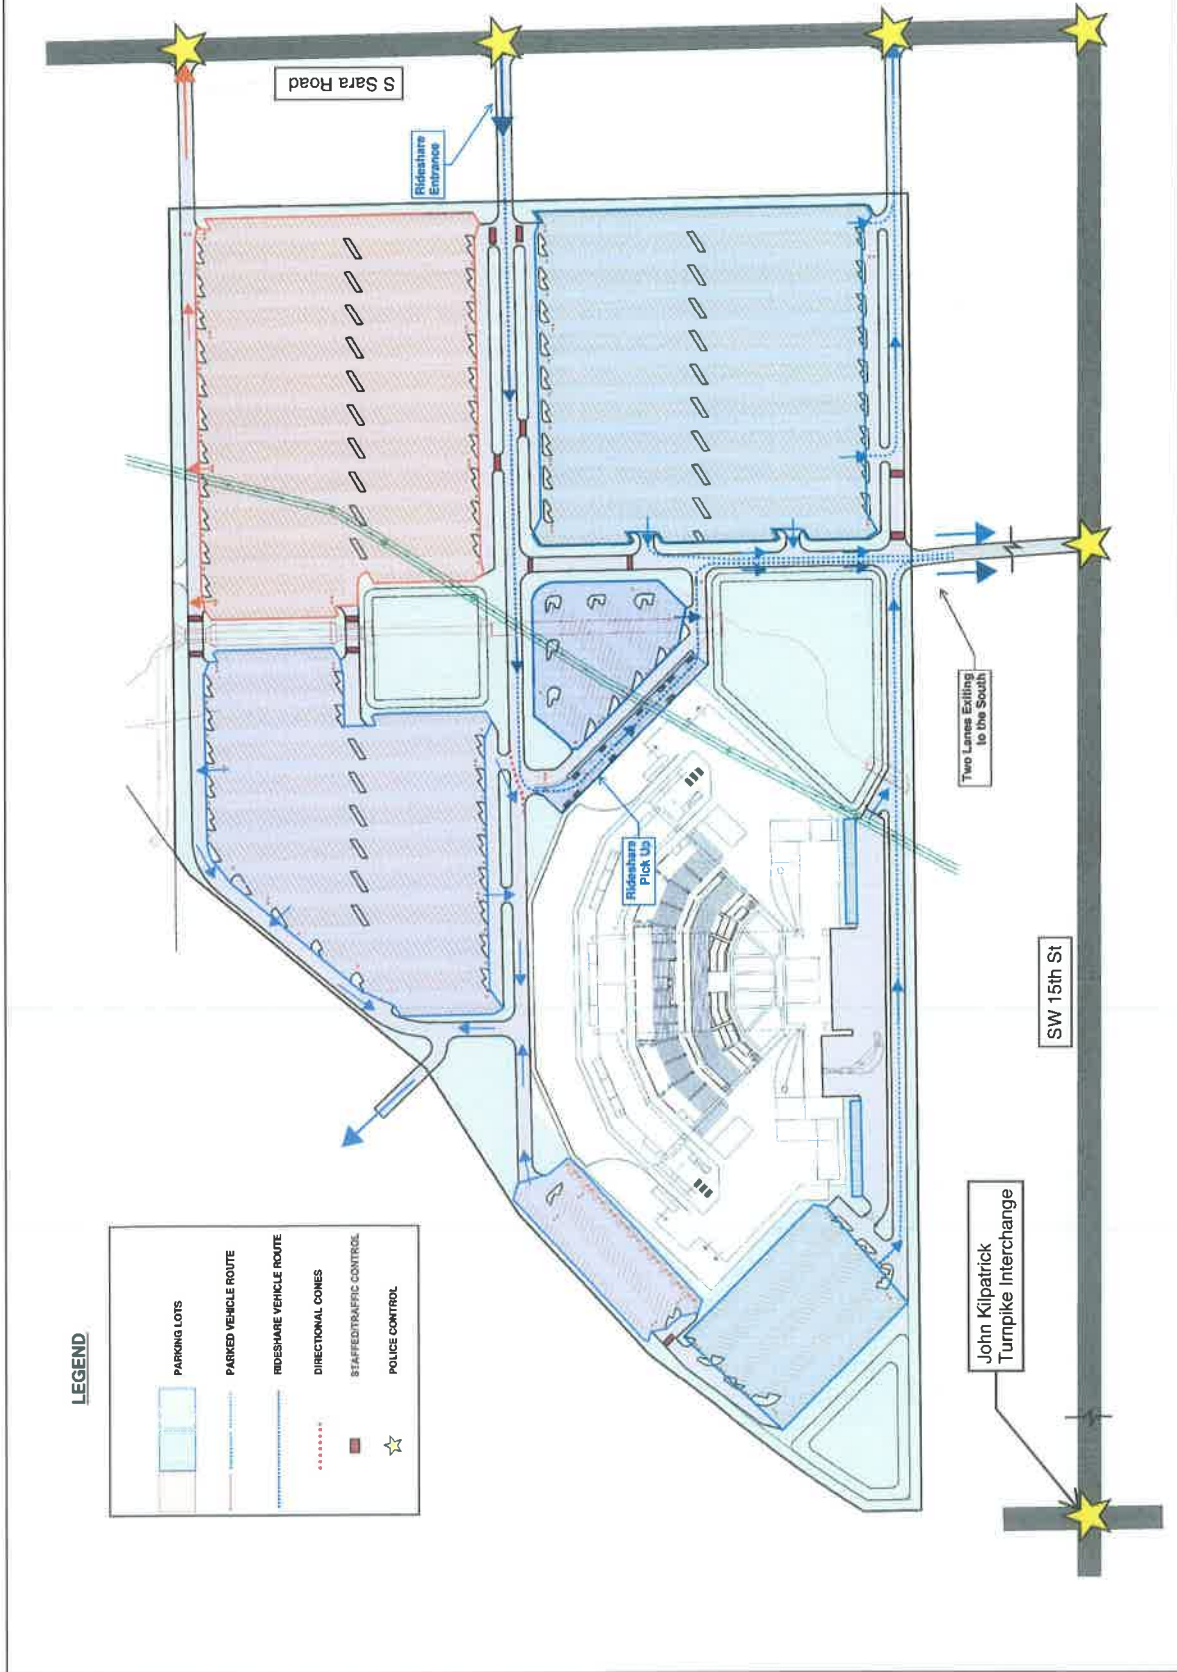 S Sara Road
Rideshare
Entrance
Rideshare
Pick Up
Two Lanes Exiting
to the South
SW 15th St
John Kilpatrick
Turnpike Interchange
LEGEND
PARKING LOTS
PARKED VEHICLE ROUTE
RIDESHARE VEHICLE ROUTE
DIRECTIONAL CONES
STAFFED/TRAFFIC CONTROL
POLICE CONTROL